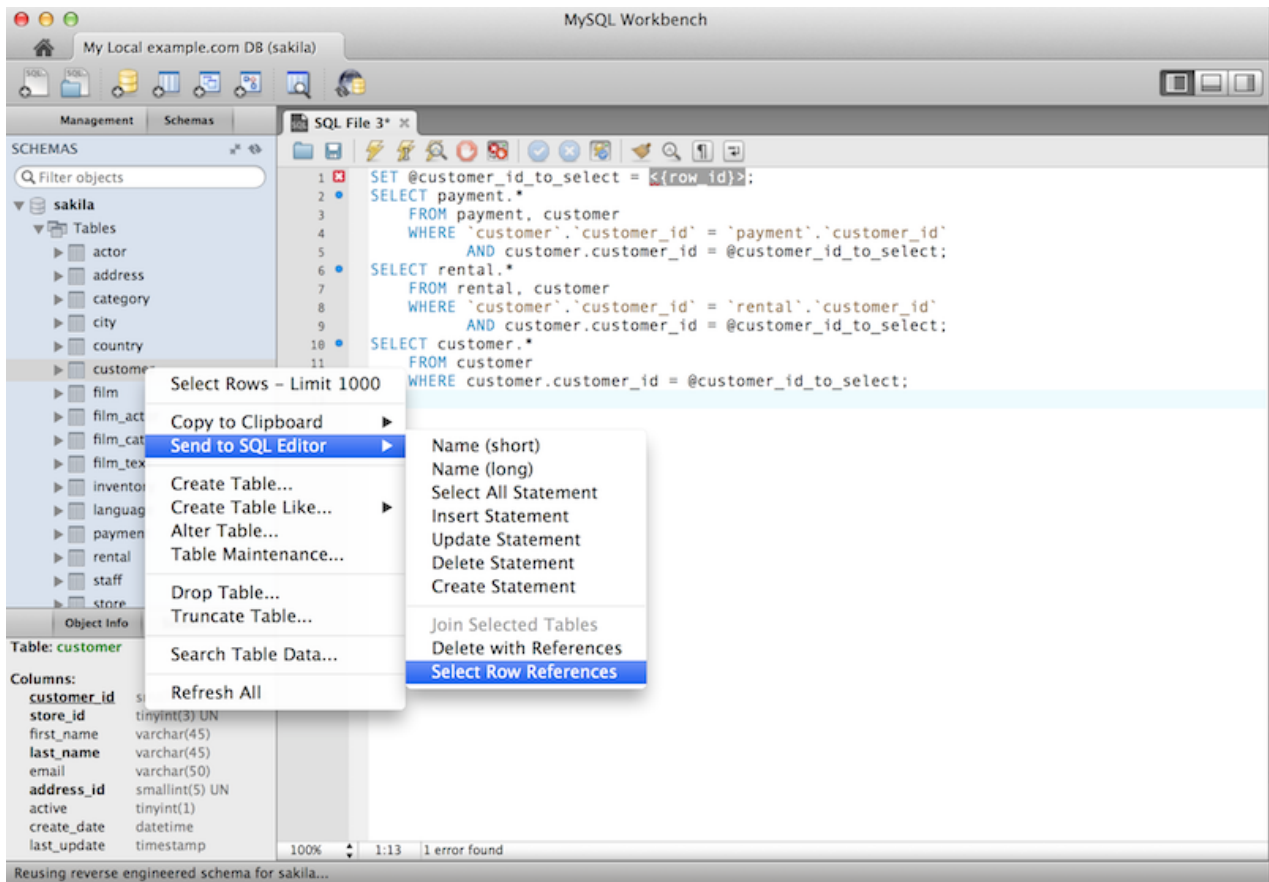 MySQL Workbench
My Local example.com DB (sakila)
Management Schemas
SQL File 3*
SCHEMAS
Filter objects
sakila
Tables
actor
address
category
city
country
customer
film
film_act
film_cat
film_tex
invento
languag
paymen
rental
staff
store
1 SET @customer_id_to_select = <{row_id}>;
2 SELECT payment.*
3 FROM payment, customer
4 WHERE `customer`.`customer_id` = `payment`.`customer_id`
5 AND customer.customer_id = @customer_id_to_select;
6 SELECT rental.*
7 FROM rental, customer
8 WHERE `customer`.`customer_id` = `rental`.`customer_id`
9 AND customer.customer_id = @customer_id_to_select;
10 SELECT customer.*
11 FROM customer
WHERE customer.customer_id = @customer_id_to_select;
Select Rows – Limit 1000
Copy to Clipboard
Send to SQL Editor
Create Table...
Create Table Like...
Alter Table...
Table Maintenance...
Drop Table...
Truncate Table...
Search Table Data...
Refresh All
Name (short)
Name (long)
Select All Statement
Insert Statement
Update Statement
Delete Statement
Create Statement
Join Selected Tables
Delete with References
Select Row References
Object Info
Table: customer
Columns:
customer_id
store_id tinyint(3) UN
first_name varchar(45)
last_name varchar(45)
email varchar(50)
address_id smallint(5) UN
active tinyint(1)
create_date datetime
last_update timestamp
100% 1:13 1 error found
Reusing reverse engineered schema for sakila...